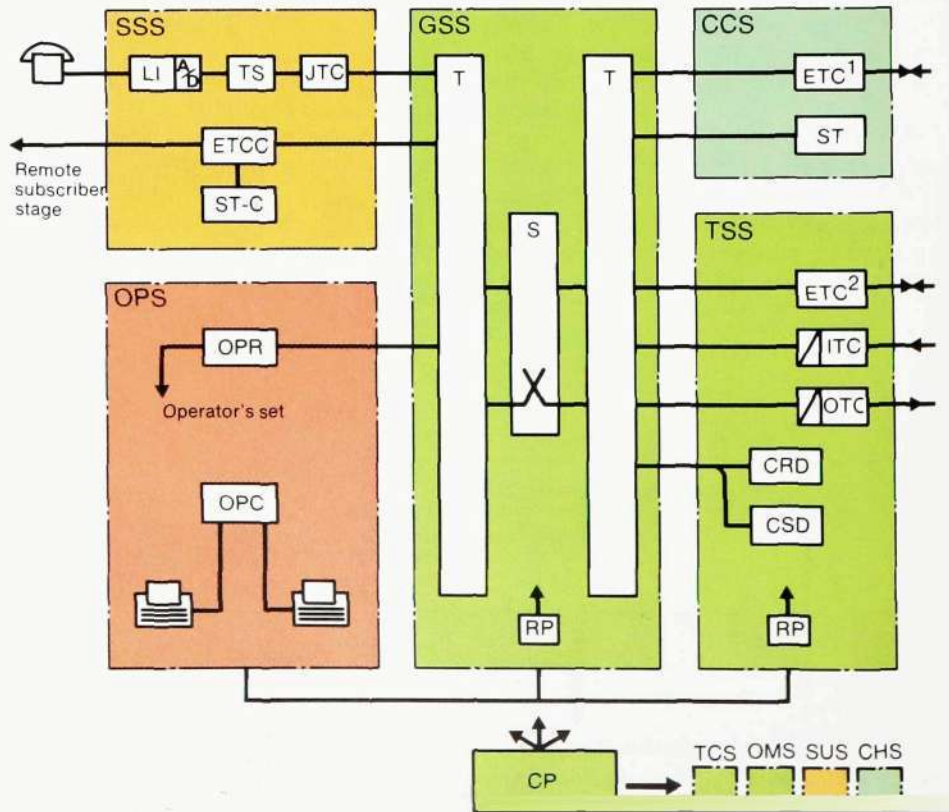 SSS
LI A/D TS JTC
ETCC
Remote
subscriber
stage
ST-C
OPS
OPR
Operator's set
OPC
GSS
T
S
T
RP
CCS
ETC1
ST
TSS
ETC2
ITC
OTC
CRD
CSD
RP
CP
TCS OMS SUS CHS